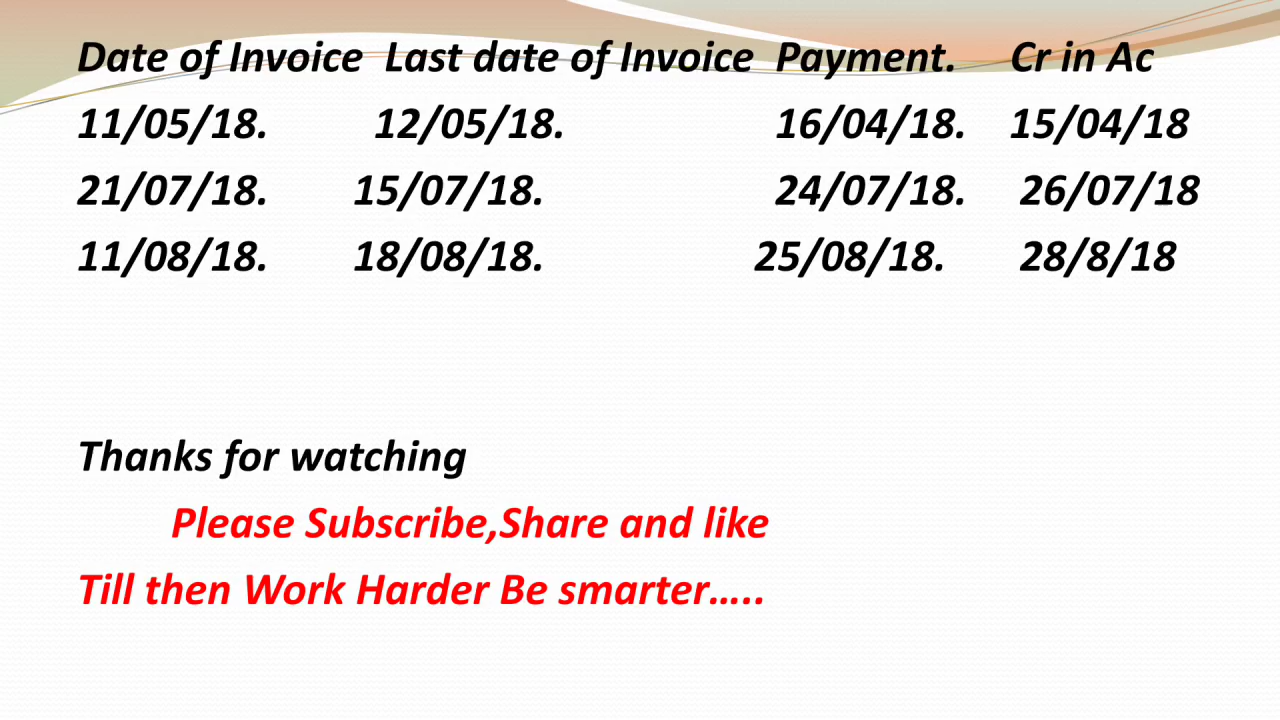 Date of Invoice Last date of Invoice Payment. Cr in Ac
11/05/18. 12/05/18. 16/04/18. 15/04/18
21/07/18. 15/07/18. 24/07/18. 26/07/18
11/08/18. 18/08/18. 25/08/18. 28/8/18
Thanks for watching
Please Subscribe,Share and like
Till then Work Harder Be smarter…..